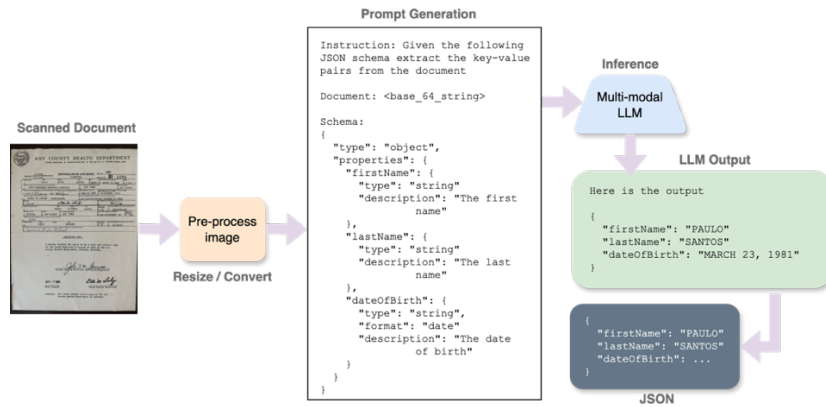 Prompt Generation
Instruction: Given the following
JSON schema extract the key-value
pairs from the document
Document: <base_64_string>
Schema:
{
"type": "object",
"properties": {
"firstName": {
"type": "string"
"description": "The first
name"
},
"lastName": {
"type": "string"
"description": "The last
name"
},
"dateOfBirth": {
"type": "string",
"format": "date"
"description": "The date
of birth"
}
}
}
Scanned Document
ANY COUNTY HEALTH DEPARTMENT
Pre-process
image
Resize / Convert
Inference
Multi-modal
LLM
LLM Output
Here is the output
{
"firstName": "PAULO"
"lastName": "SANTOS"
"dateOfBirth": "MARCH 23, 1981"
}
{
"firstName": "PAULO"
"lastName": "SANTOS"
"dateOfBirth": ...
}
JSON